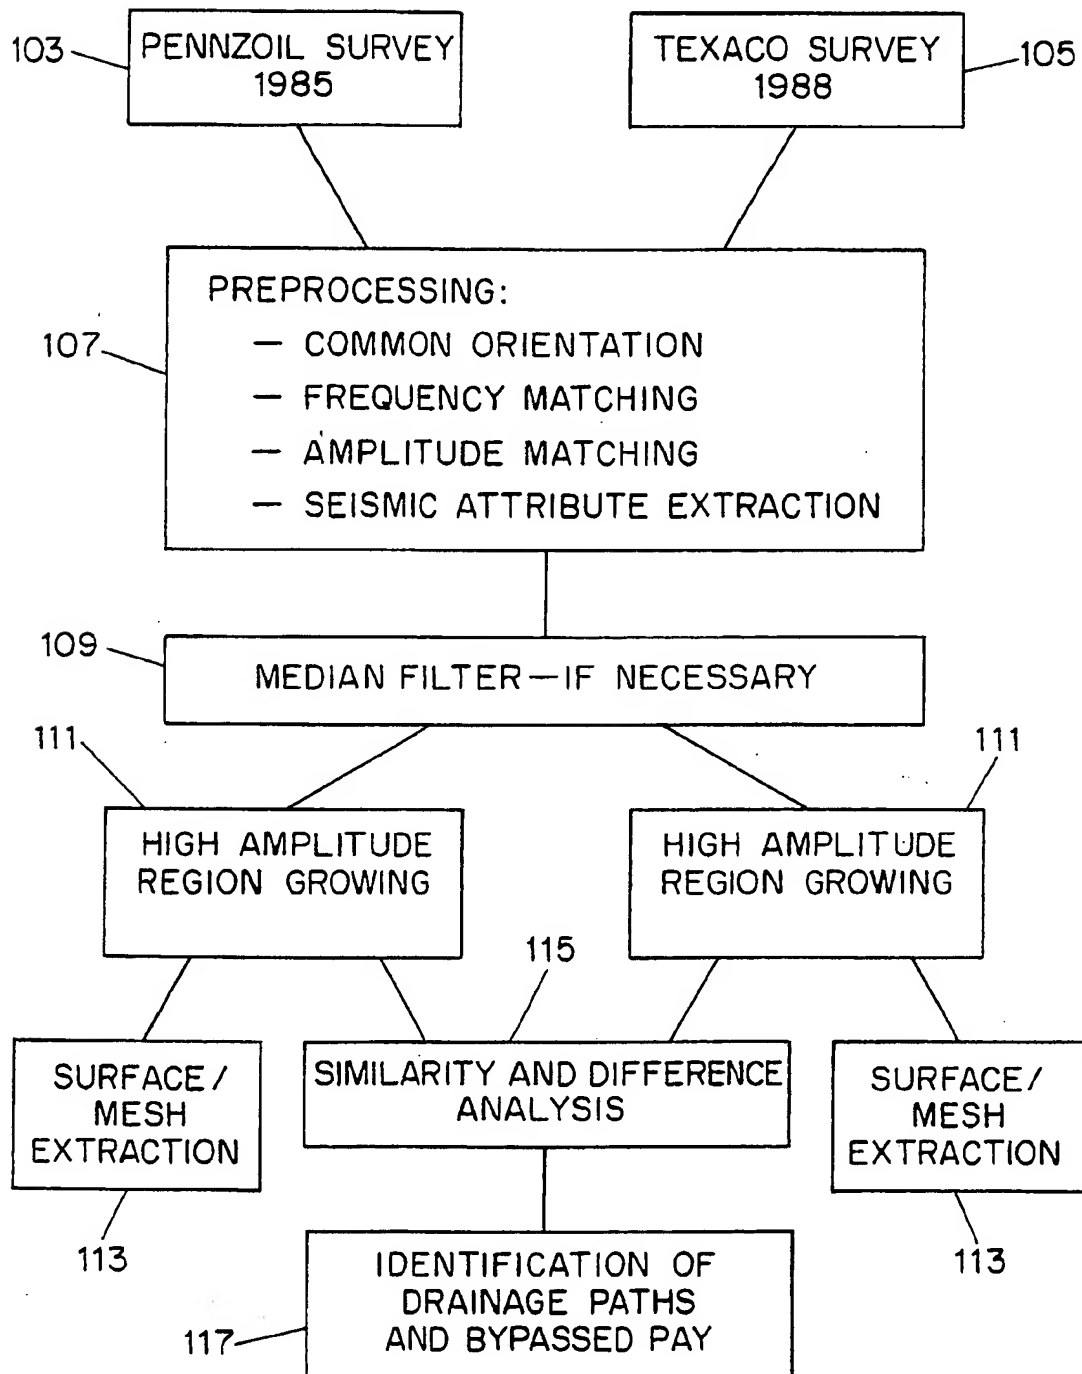 103
PENNZOIL SURVEY
1985
TEXACO SURVEY
1988
105
107
PREPROCESSING:
— COMMON ORIENTATION
— FREQUENCY MATCHING
— AMPLITUDE MATCHING
— SEISMIC ATTRIBUTE EXTRACTION
109
MEDIAN FILTER—IF NECESSARY
111
HIGH AMPLITUDE
REGION GROWING
111
HIGH AMPLITUDE
REGION GROWING
115
SURFACE/
MESH
EXTRACTION
113
SIMILARITY AND DIFFERENCE
ANALYSIS
SURFACE/
MESH
EXTRACTION
113
117
IDENTIFICATION OF
DRAINAGE PATHS
AND BYPASSED PAY